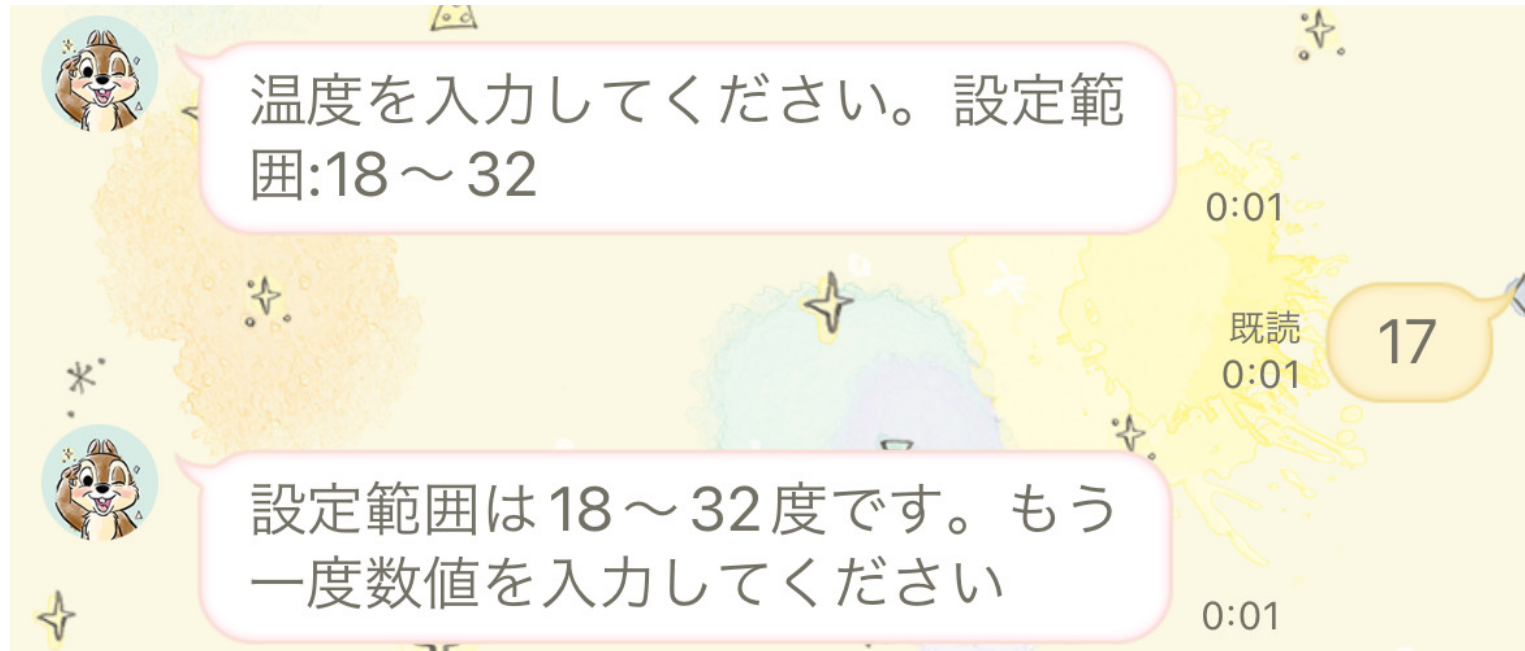 温度を入力してください。設定範
囲:18〜32
0:01
既読
0:01
17
設定範囲は18〜32度です。もう
一度数値を入力してください
0:01